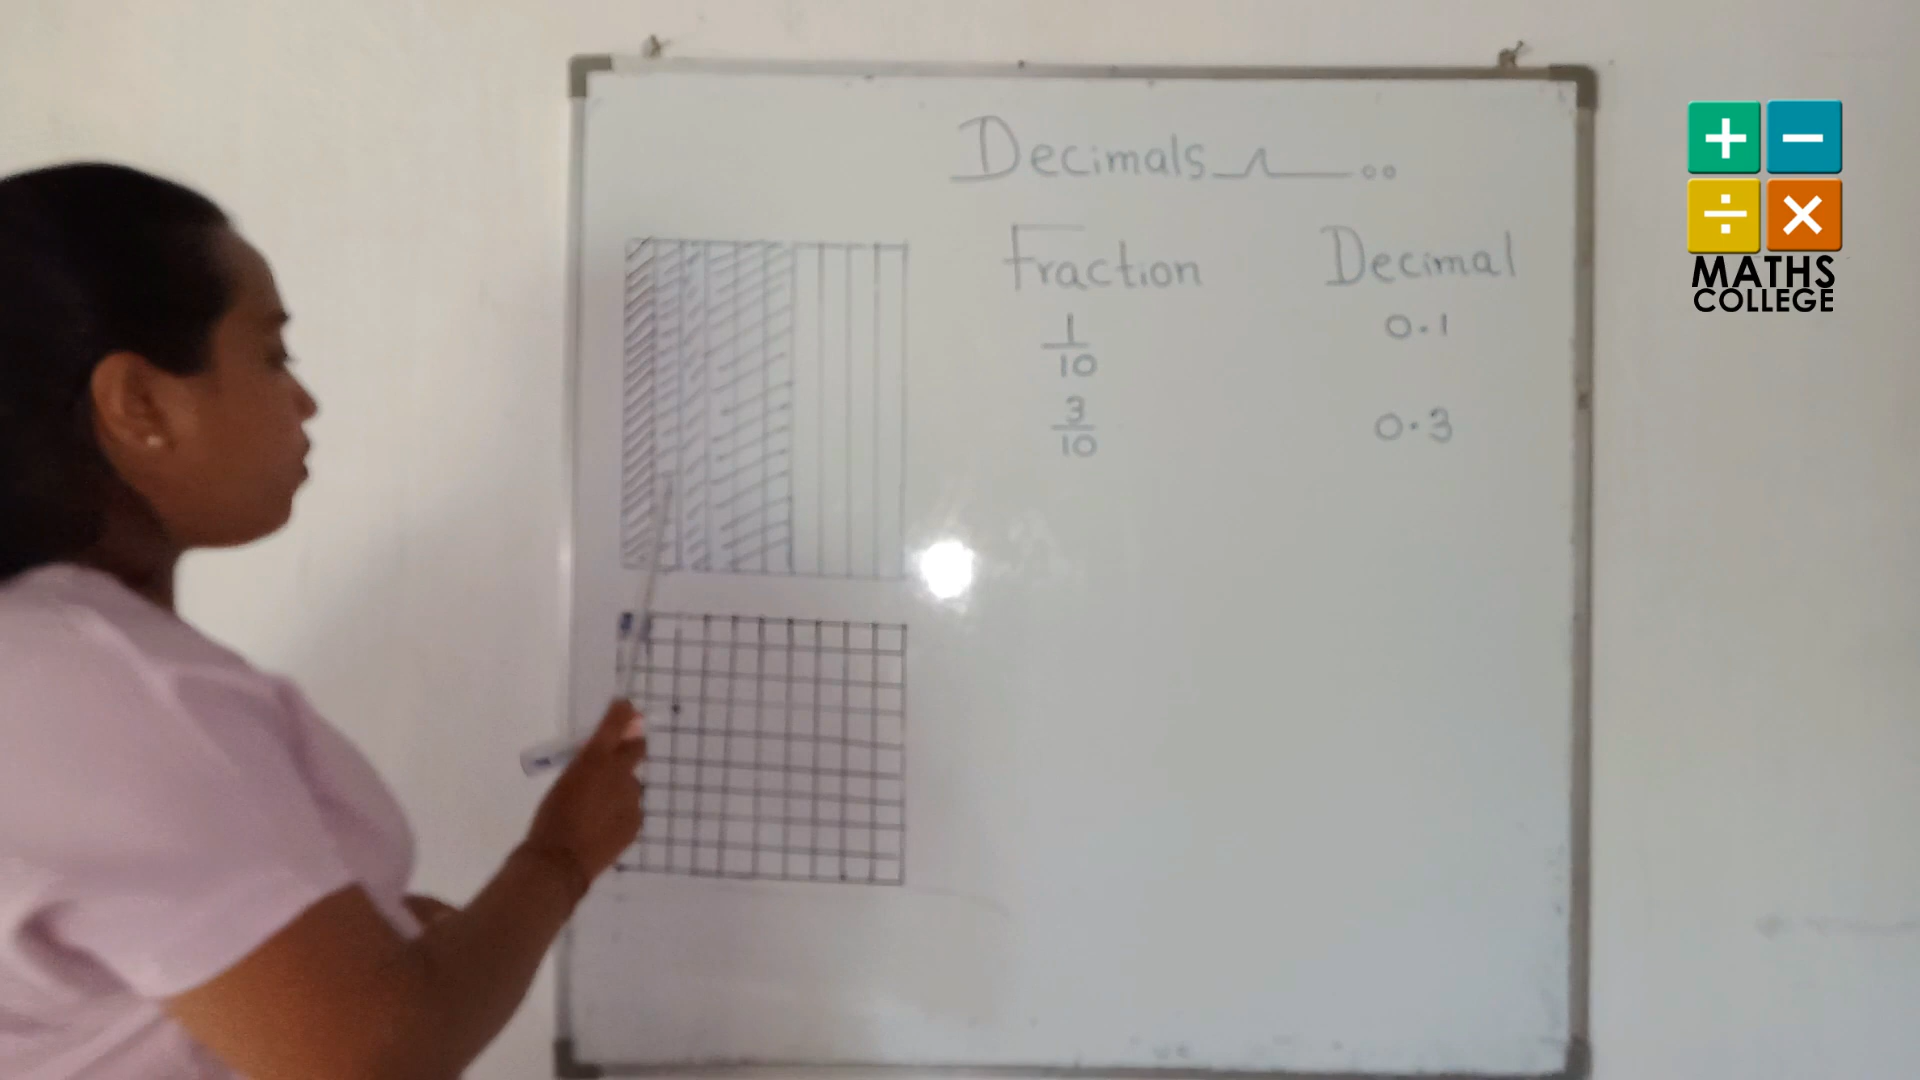 Decimals
Fraction Decimal
1/10 0.1
3/10 0.3
+ −
÷ ×
MATHS
COLLEGE